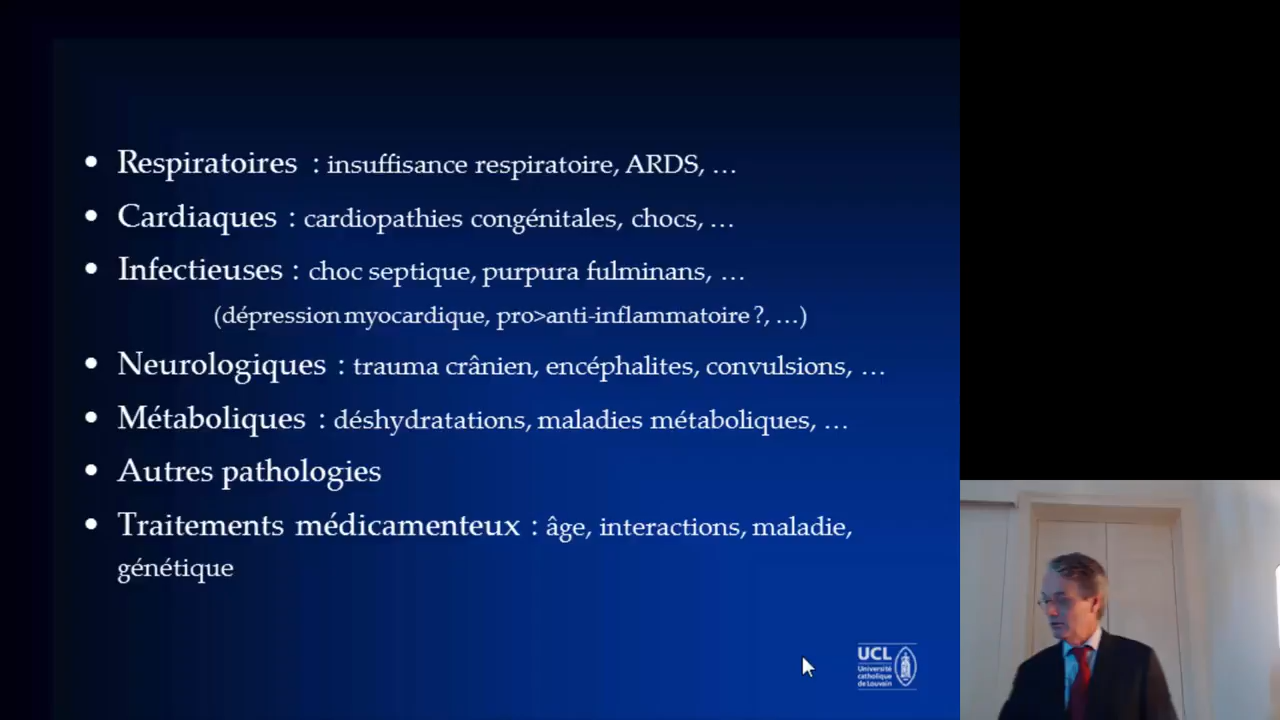 • Respiratoires : insuffisance respiratoire, ARDS, …
• Cardiaques : cardiopathies congénitales, chocs, …
• Infectieuses : choc septique, purpura fulminans, …
(dépression myocardique, pro>anti-inflammatoire ?, …)
• Neurologiques : trauma crânien, encéphalites, convulsions, …
• Métaboliques : déshydratations, maladies métaboliques, …
• Autres pathologies
• Traitements médicamenteux : âge, interactions, maladie,
génétique
UCL
Université
catholique
de Louvain